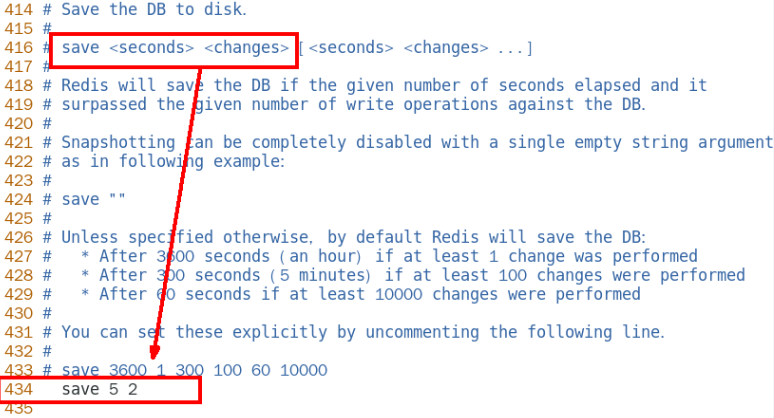 414 # Save the DB to disk.
415 #
416 # save <seconds> <changes> [<seconds> <changes> ...]
417 #
418 # Redis will save the DB if the given number of seconds elapsed and it
419 # surpassed the given number of write operations against the DB.
420 #
421 # Snapshotting can be completely disabled with a single empty string argument
422 # as in following example:
423 #
424 # save ""
425 #
426 # Unless specified otherwise, by default Redis will save the DB:
427 #   * After 3600 seconds (an hour) if at least 1 change was performed
428 #   * After 300 seconds (5 minutes) if at least 100 changes were performed
429 #   * After 60 seconds if at least 10000 changes were performed
430 #
431 # You can set these explicitly by uncommenting the following line.
432 #
433 # save 3600 1 300 100 60 10000
434   save 5 2
435